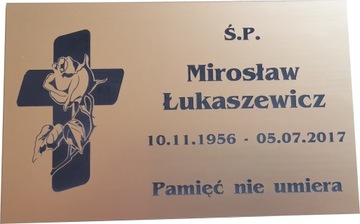 Ś.P.
Mirosław
Łukaszewicz
10.11.1956 - 05.07.2017
Pamięć nie umiera